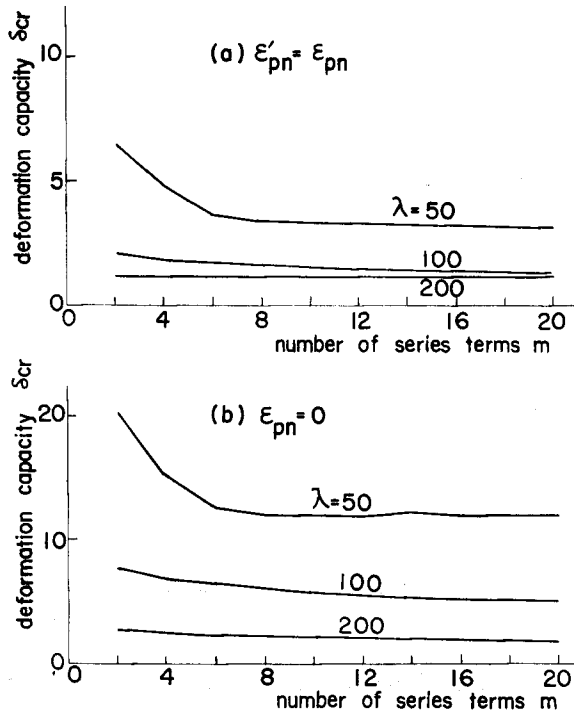 deformation capacity δcr
(a) ε'pn = εpn
10
5
0
λ=50
100
200
0 4 8 12 16 20
number of series terms m
deformation capacity δcr
(b) εpn = 0
20
10
0
λ=50
100
200
0 4 8 12 16 20
number of series terms m